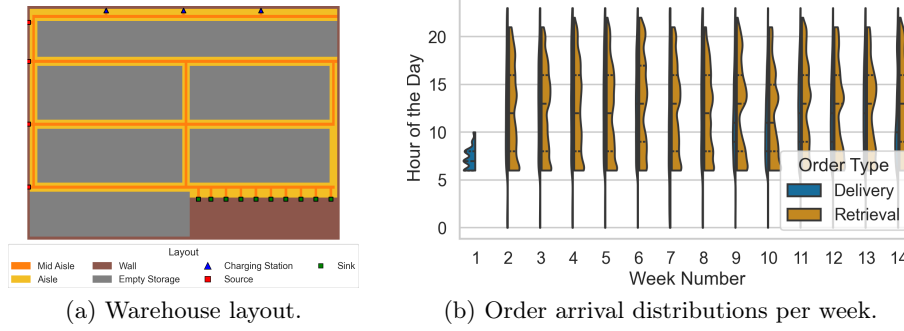 Layout
Mid Aisle
Wall
Charging Station
Sink
Aisle
Empty Storage
Source
(a) Warehouse layout.
Hour of the Day
20
15
10
5
0
Order Type
Delivery
Retrieval
1 2 3 4 5 6 7 8 9 10 11 12 13 14
Week Number
(b) Order arrival distributions per week.